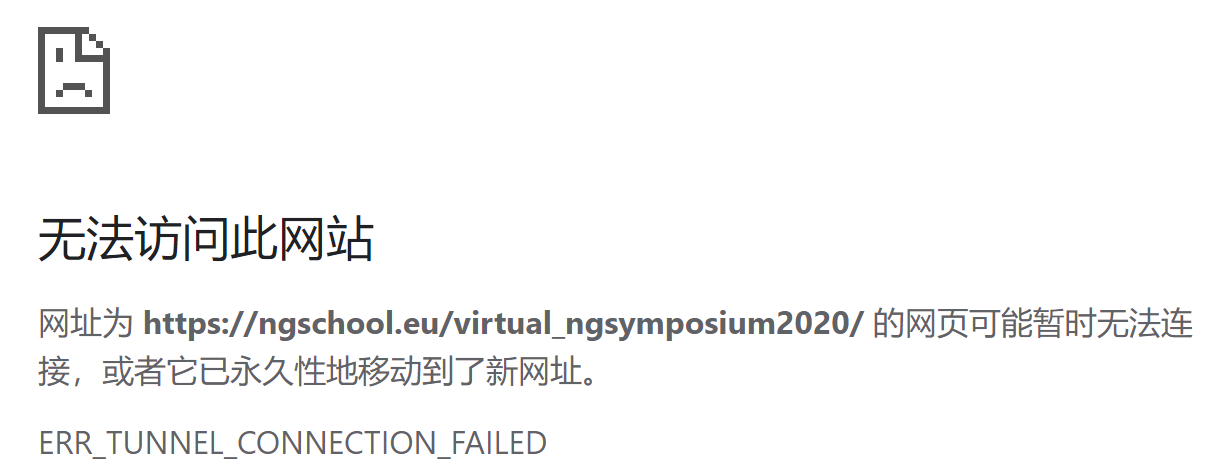 无法访问此网站
网址为 https://ngschool.eu/virtual_ngsymposium2020/ 的网页可能暂时无法连
接，或者它已永久性地移动到了新网址。
ERR_TUNNEL_CONNECTION_FAILED